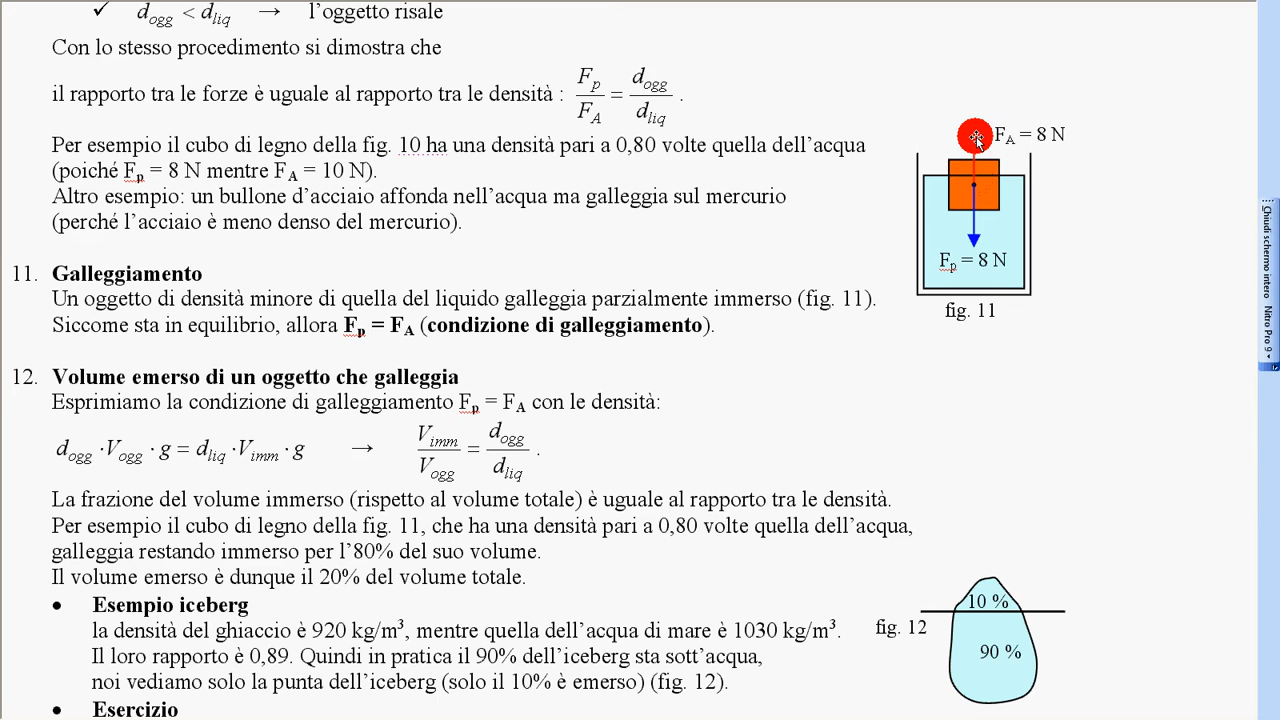 ✓ d_ogg < d_liq → l'oggetto risale
Con lo stesso procedimento si dimostra che
il rapporto tra le forze è uguale al rapporto tra le densità : F_p / F_A = d_ogg / d_liq .
Per esempio il cubo di legno della fig. 10 ha una densità pari a 0,80 volte quella dell'acqua
(poiché F_p = 8 N mentre F_A = 10 N).
Altro esempio: un bullone d'acciaio affonda nell'acqua ma galleggia sul mercurio
(perché l'acciaio è meno denso del mercurio).
F_A = 8 N
F_p = 8 N
fig. 11
11. Galleggiamento
Un oggetto di densità minore di quella del liquido galleggia parzialmente immerso (fig. 11).
Siccome sta in equilibrio, allora F_p = F_A (condizione di galleggiamento).
12. Volume emerso di un oggetto che galleggia
Esprimiamo la condizione di galleggiamento F_p = F_A con le densità:
d_ogg · V_ogg · g = d_liq · V_imm · g → V_imm / V_ogg = d_ogg / d_liq .
La frazione del volume immerso (rispetto al volume totale) è uguale al rapporto tra le densità.
Per esempio il cubo di legno della fig. 11, che ha una densità pari a 0,80 volte quella dell'acqua,
galleggia restando immerso per l'80% del suo volume.
Il volume emerso è dunque il 20% del volume totale.
• Esempio iceberg
la densità del ghiaccio è 920 kg/m³, mentre quella dell'acqua di mare è 1030 kg/m³.
Il loro rapporto è 0,89. Quindi in pratica il 90% dell'iceberg sta sott'acqua,
noi vediamo solo la punta dell'iceberg (solo il 10% è emerso) (fig. 12).
fig. 12
10 %
90 %
• Esercizio
Chiudi schermo intero
Nitro Pro 9